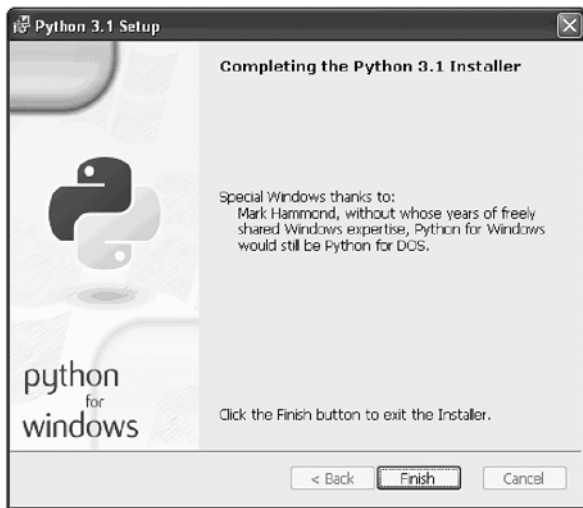 Python 3.1 Setup
Completing the Python 3.1 Installer
Special Windows thanks to:
Mark Hammond, without whose years of freely
shared Windows expertise, Python for Windows
would still be Python for DOS.
python
for
windows
Click the Finish button to exit the Installer.
< Back
Finish
Cancel